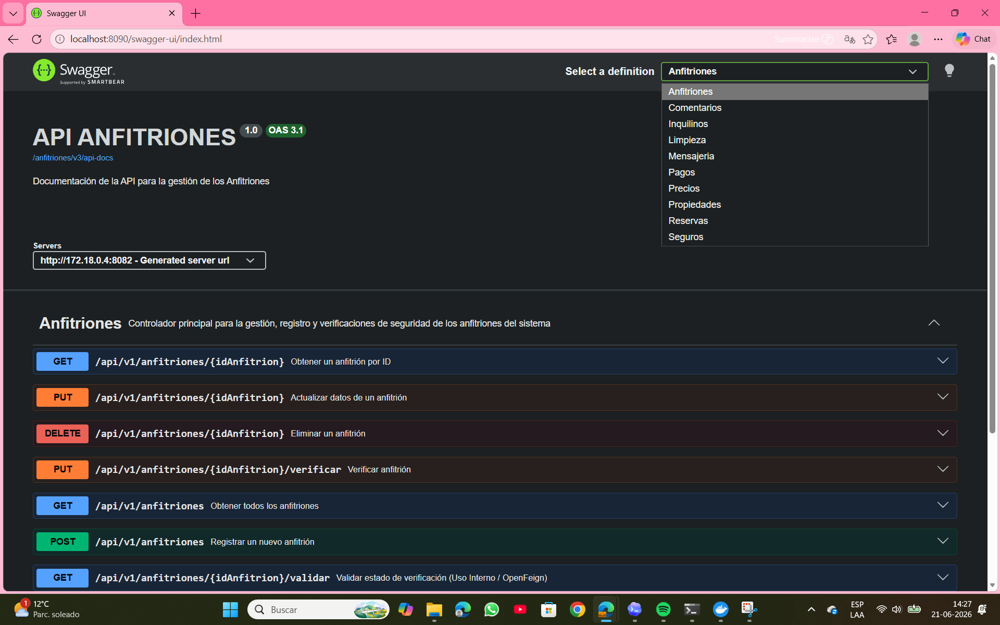 Swagger UI
localhost:8090/swagger-ui/index.html
Summarize
Chat
Swagger
Supported by SMARTBEAR
Select a definition
Anfitriones
Anfitriones
Comentarios
Inquilinos
Limpieza
Mensajeria
Pagos
Precios
Propiedades
Reservas
Seguros
API ANFITRIONES 1.0 OAS 3.1
/anfitriones/v3/api-docs
Documentación de la API para la gestión de los Anfitriones
Servers
http://172.18.0.4:8082 - Generated server url
Anfitriones Controlador principal para la gestión, registro y verificaciones de seguridad de los anfitriones del sistema
GET /api/v1/anfitriones/{idAnfitrion} Obtener un anfitrión por ID
PUT /api/v1/anfitriones/{idAnfitrion} Actualizar datos de un anfitrión
DELETE /api/v1/anfitriones/{idAnfitrion} Eliminar un anfitrión
PUT /api/v1/anfitriones/{idAnfitrion}/verificar Verificar anfitrión
GET /api/v1/anfitriones Obtener todos los anfitriones
POST /api/v1/anfitriones Registrar un nuevo anfitrión
GET /api/v1/anfitriones/{idAnfitrion}/validar Validar estado de verificación (Uso Interno / OpenFeign)
1
12°C
Parc. soleado
Buscar
ESP
LAA
14:27
21-06-2026